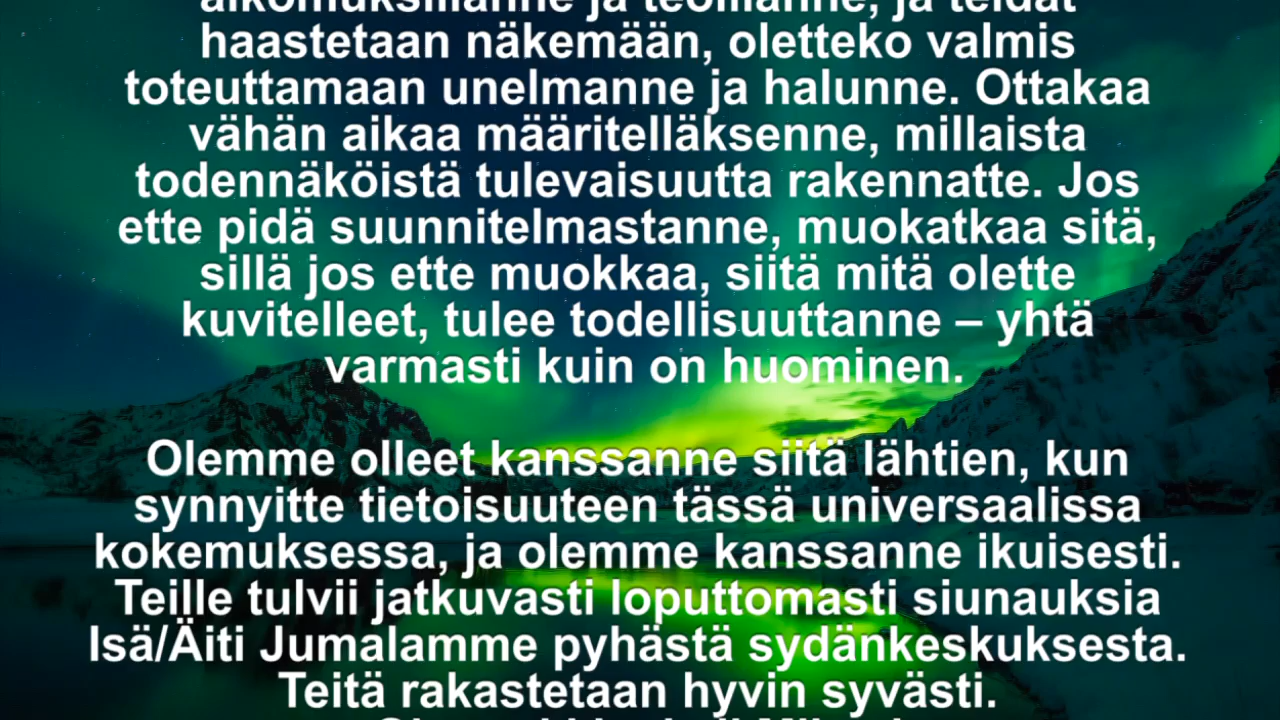 aikomuksillanne ja teoillanne, ja teidät
haastetaan näkemään, oletteko valmis
toteuttamaan unelmanne ja halunne. Ottakaa
vähän aikaa määritelläksenne, millaista
todennäköistä tulevaisuutta rakennatte. Jos
ette pidä suunnitelmastanne, muokatkaa sitä,
sillä jos ette muokkaa, siitä mitä olette
kuvitelleet, tulee todellisuuttanne – yhtä
varmasti kuin on huominen.
Olemme olleet kanssanne siitä lähtien, kun
synnyitte tietoisuuteen tässä universaalissa
kokemuksessa, ja olemme kanssanne ikuisesti.
Teille tulvii jatkuvasti loputtomasti siunauksia
Isä/Äiti Jumalamme pyhästä sydänkeskuksesta.
Teitä rakastetaan hyvin syvästi.